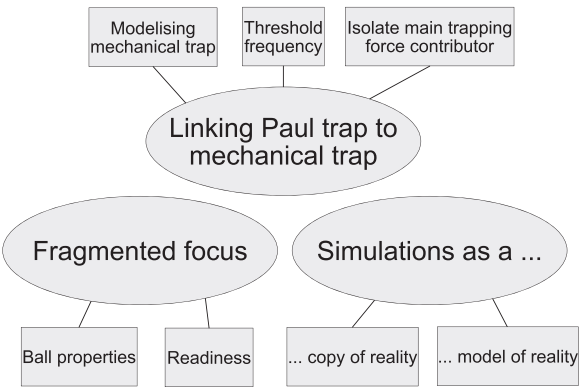 Modelising
mechanical trap
Threshold
frequency
Isolate main trapping
force contributor
Linking Paul trap to
mechanical trap
Fragmented focus
Simulations as a ...
Ball properties
Readiness
... copy of reality
... model of reality